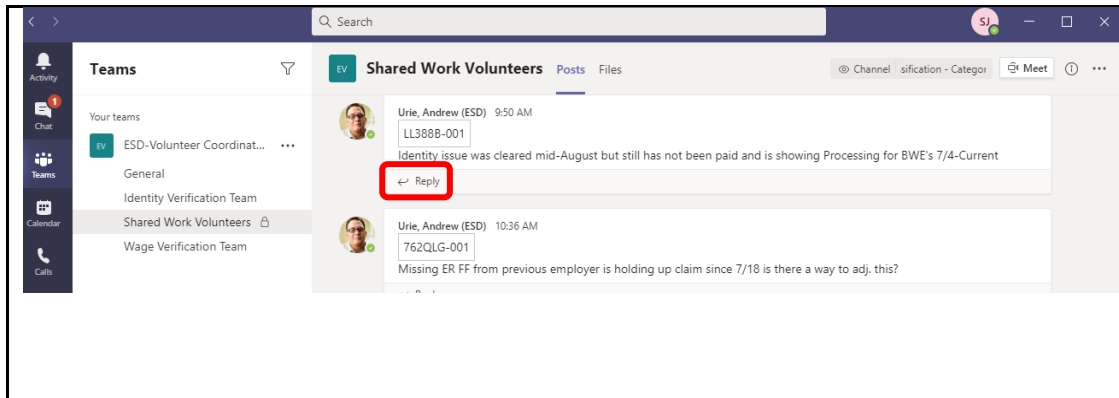 Search
SJ
Activity
Teams
EV
Shared Work Volunteers Posts Files
Channel sification - Categor
Meet
1
Chat
Your teams
EV
ESD-Volunteer Coordinat...
General
Teams
Identity Verification Team
Calendar
Shared Work Volunteers
Wage Verification Team
Calls
Urie, Andrew (ESD) 9:50 AM
LL388B-001
Identity issue was cleared mid-August but still has not been paid and is showing Processing for BWE's 7/4-Current
Reply
Urie, Andrew (ESD) 10:36 AM
762QLG-001
Missing ER FF from previous employer is holding up claim since 7/18 is there a way to adj. this?